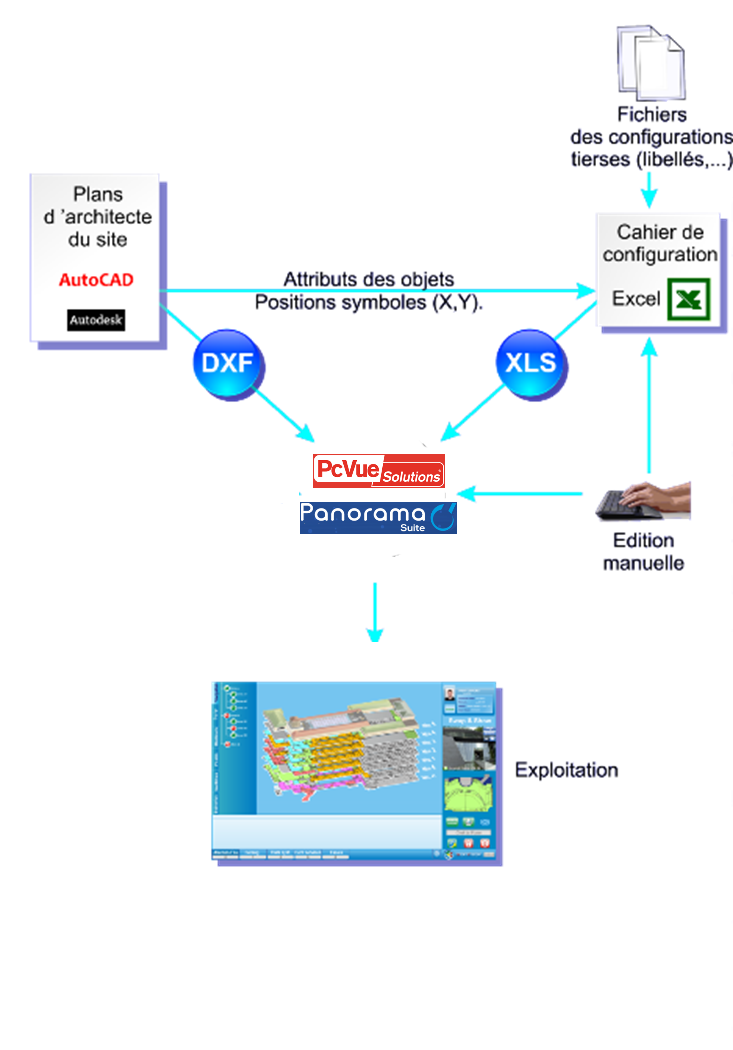 Fichiers
des configurations
tierses (libellés,...)
Plans
d 'architecte
du site
AutoCAD
Autodesk
Cahier de
configuration
Excel
Attributs des objets
Positions symboles (X,Y).
DXF
XLS
PcVue
Solutions
Panorama
Suite
Edition
manuelle
Exploitation